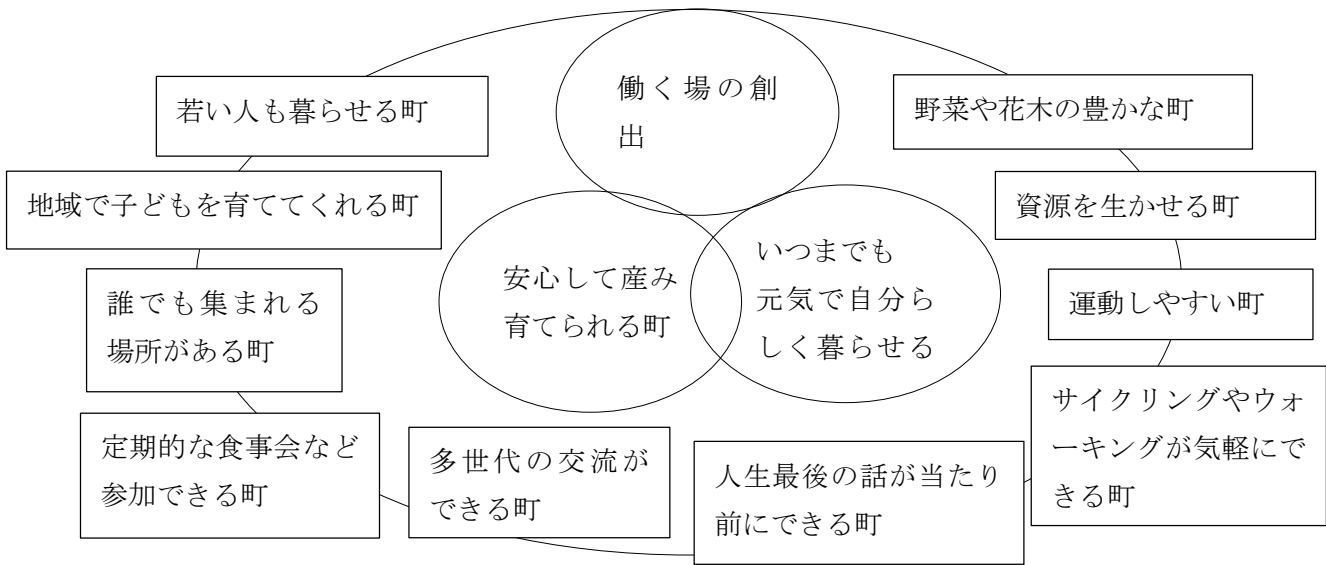 働く場の創
出
若い人も暮らせる町
野菜や花木の豊かな町
地域で子どもを育ててくれる町
資源を生かせる町
安心して産み
育てられる町
いつまでも
元気で自分ら
しく暮らせる
誰でも集まれる
場所がある町
運動しやすい町
サイクリングやウォ
ーキングが気軽にで
きる町
定期的な食事会など
参加できる町
多世代の交流が
できる町
人生最後の話が当たり
前にできる町